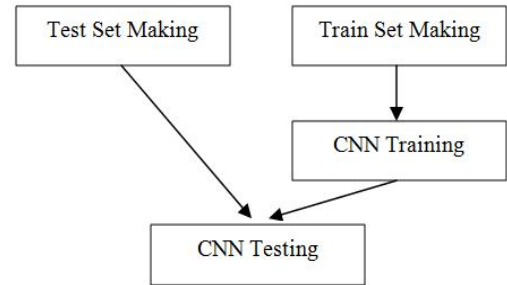 Test Set Making
Train Set Making
CNN Training
CNN Testing